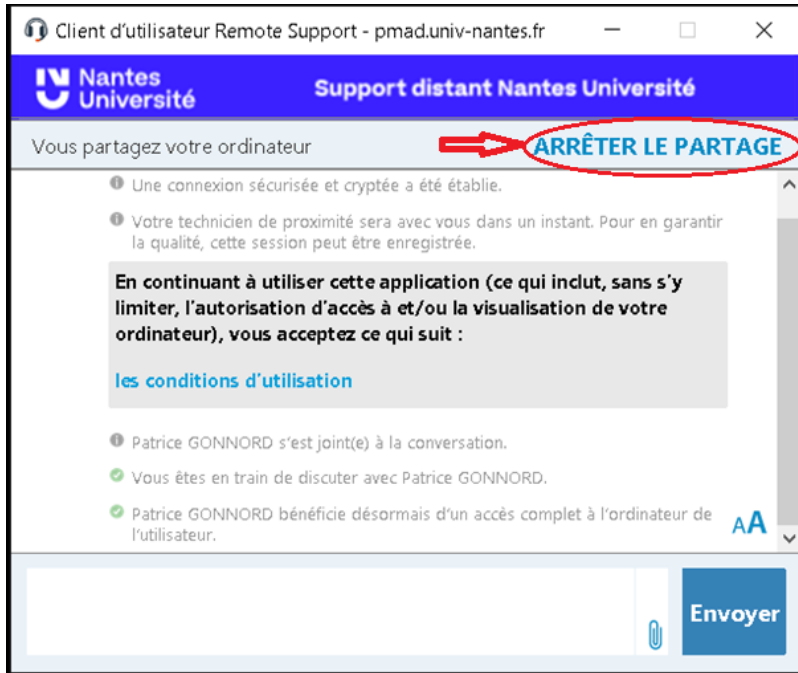 Client d'utilisateur Remote Support - pmad.univ-nantes.fr
Nantes
Université
Support distant Nantes Université
Vous partagez votre ordinateur
ARRÊTER LE PARTAGE
Une connexion sécurisée et cryptée a été établie.
Votre technicien de proximité sera avec vous dans un instant. Pour en garantir
la qualité, cette session peut être enregistrée.
En continuant à utiliser cette application (ce qui inclut, sans s'y
limiter, l'autorisation d'accès à et/ou la visualisation de votre
ordinateur), vous acceptez ce qui suit :
les conditions d'utilisation
Patrice GONNORD s'est joint(e) à la conversation.
Vous êtes en train de discuter avec Patrice GONNORD.
Patrice GONNORD bénéficie désormais d'un accès complet à l'ordinateur de
l'utilisateur.
AA
Envoyer